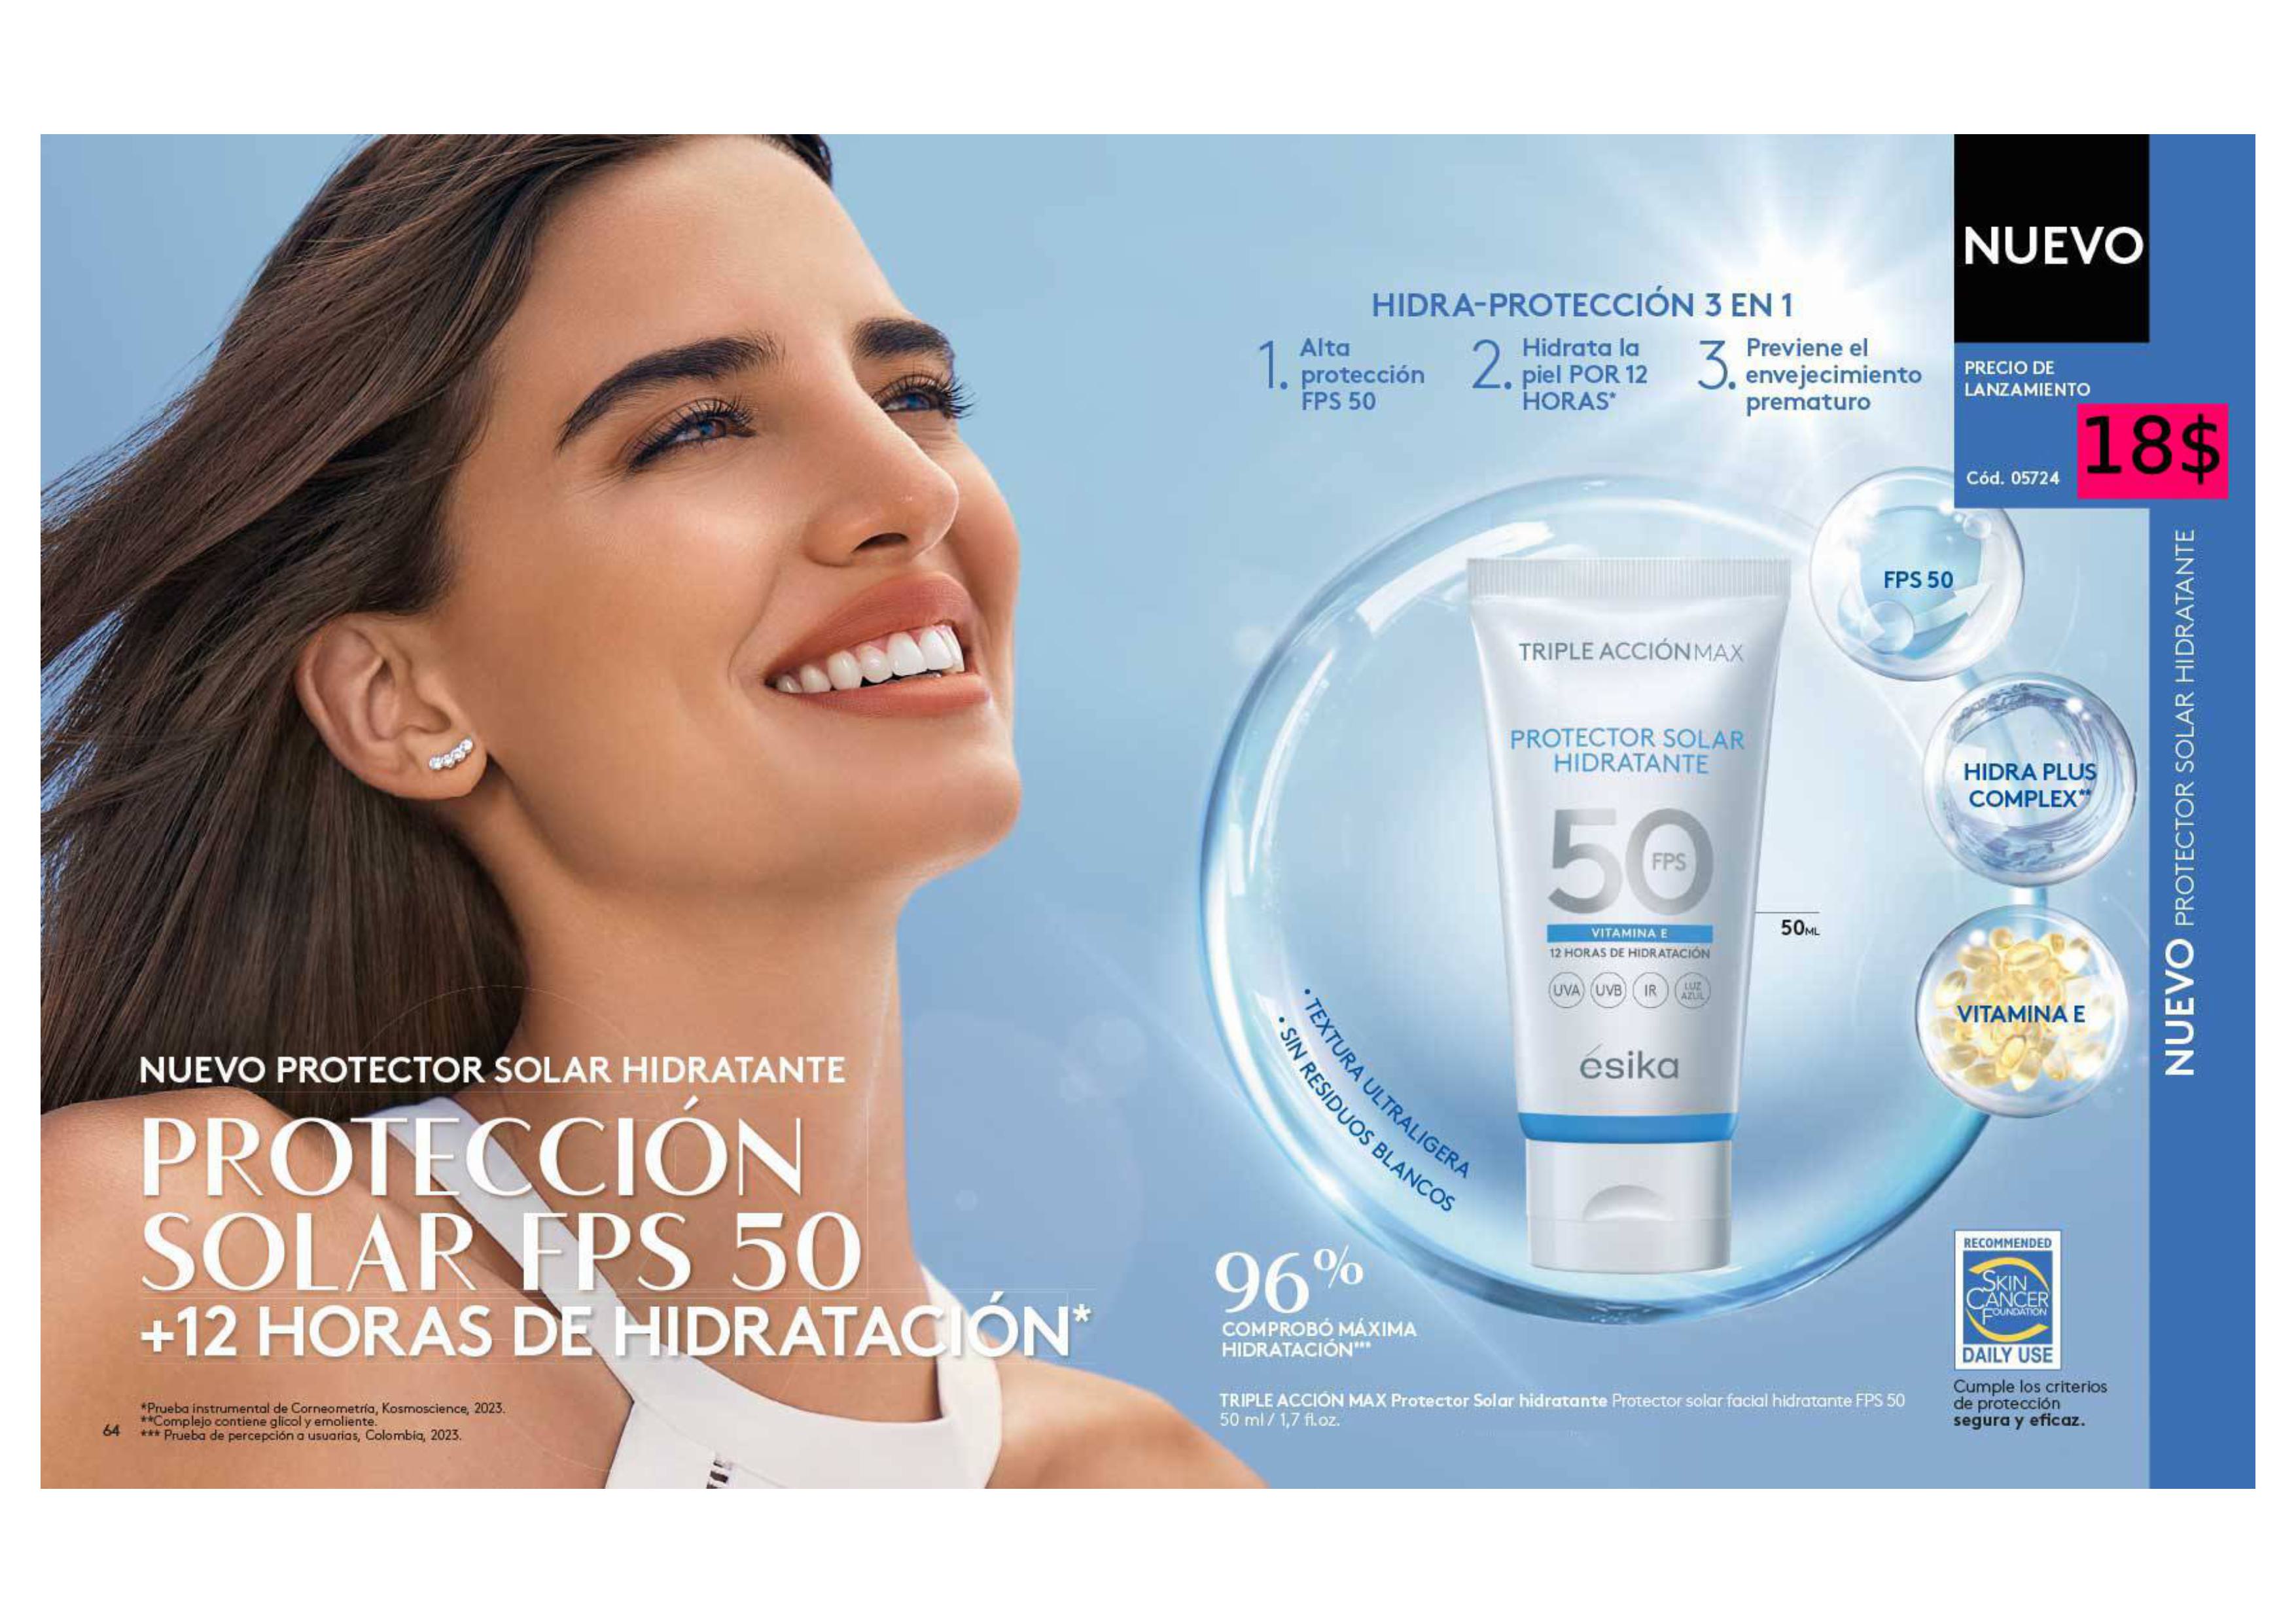 NUEVO PROTECTOR SOLAR HIDRATANTE
PROTECCIÓN
SOLAR FPS 50
+12 HORAS DE HIDRATACIÓN*
*Prueba instrumental de Corneometría, Kosmoscience, 2023.
**Complejo contiene glicol y emoliente.
*** Prueba de percepción a usuarias, Colombia, 2023.
64
HIDRA-PROTECCIÓN 3 EN 1
1. Alta
protección
FPS 50
2. Hidrata la
piel POR 12
HORAS*
3. Previene el
envejecimiento
prematuro
NUEVO
PRECIO DE
LANZAMIENTO
18$
Cód. 05724
FPS 50
HIDRA PLUS
COMPLEX**
VITAMINA E
TRIPLE ACCIÓN MAX
PROTECTOR SOLAR
HIDRATANTE
50
FPS
VITAMINA E
12 HORAS DE HIDRATACIÓN
UVA UVB IR LUZ
AZUL
ésika
50ML
• TEXTURA ULTRALIGERA
• SIN RESIDUOS BLANCOS
96%
COMPROBÓ MÁXIMA
HIDRATACIÓN***
TRIPLE ACCIÓN MAX Protector Solar hidratante Protector solar facial hidratante FPS 50
50 ml / 1,7 fl.oz.
RECOMMENDED
SKIN
CANCER
FOUNDATION
DAILY USE
Cumple los criterios
de protección
segura y eficaz.
NUEVO PROTECTOR SOLAR HIDRATANTE